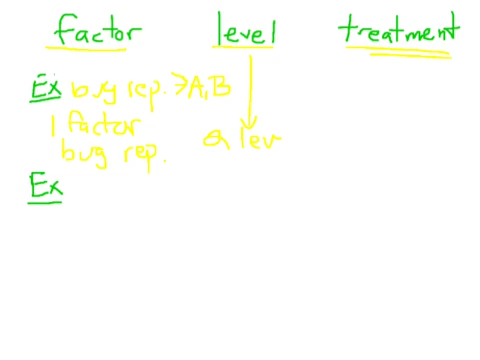 factor level treatment
Ex bug rep. > A, B
1 factor
bug rep.
2 lev
Ex